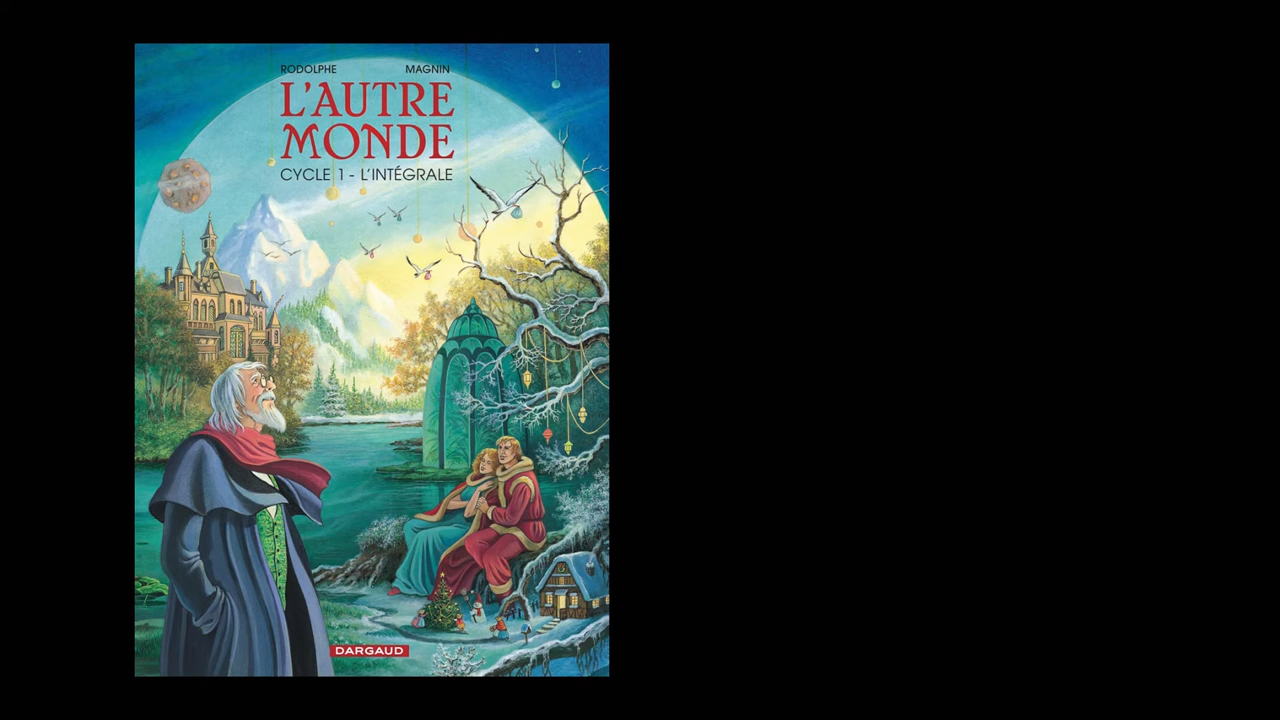 RODOLPHE MAGNIN
L'AUTRE
MONDE
CYCLE 1 - L'INTÉGRALE
DARGAUD